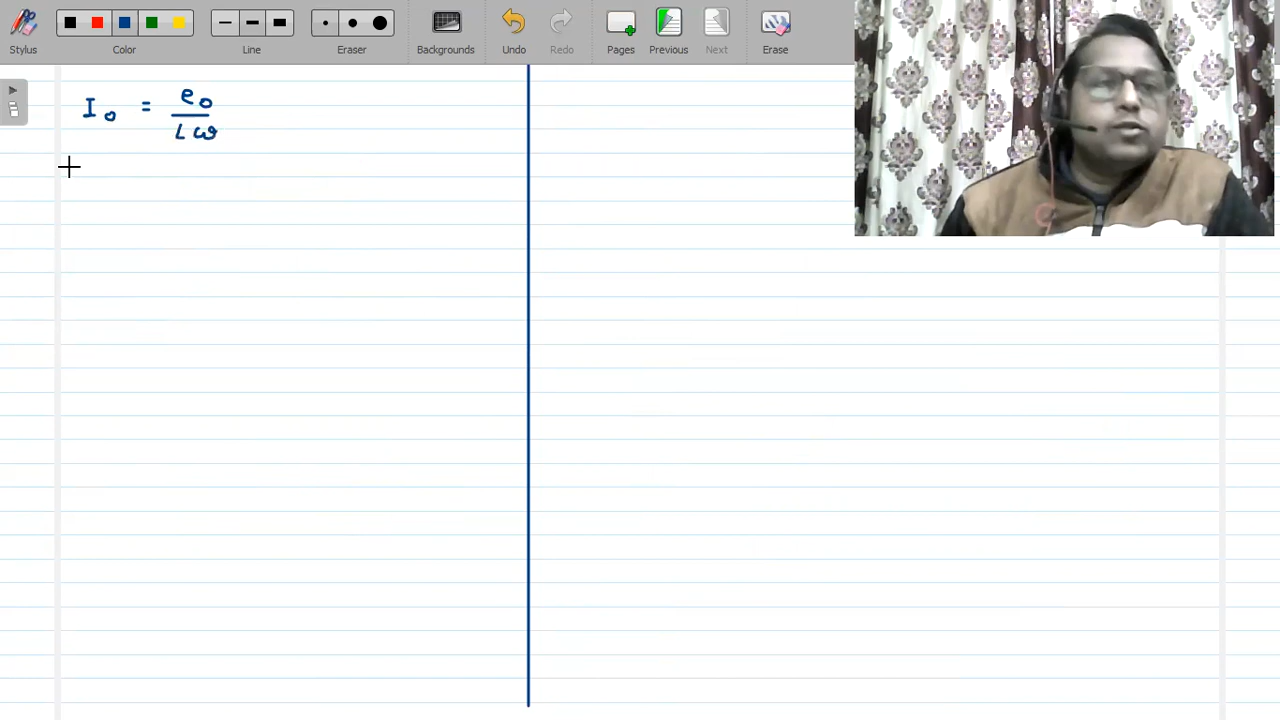 Stylus
Color
Line
Eraser
Backgrounds
Undo
Redo
Pages
Previous
Next
Erase
I₀ = e₀/Lω